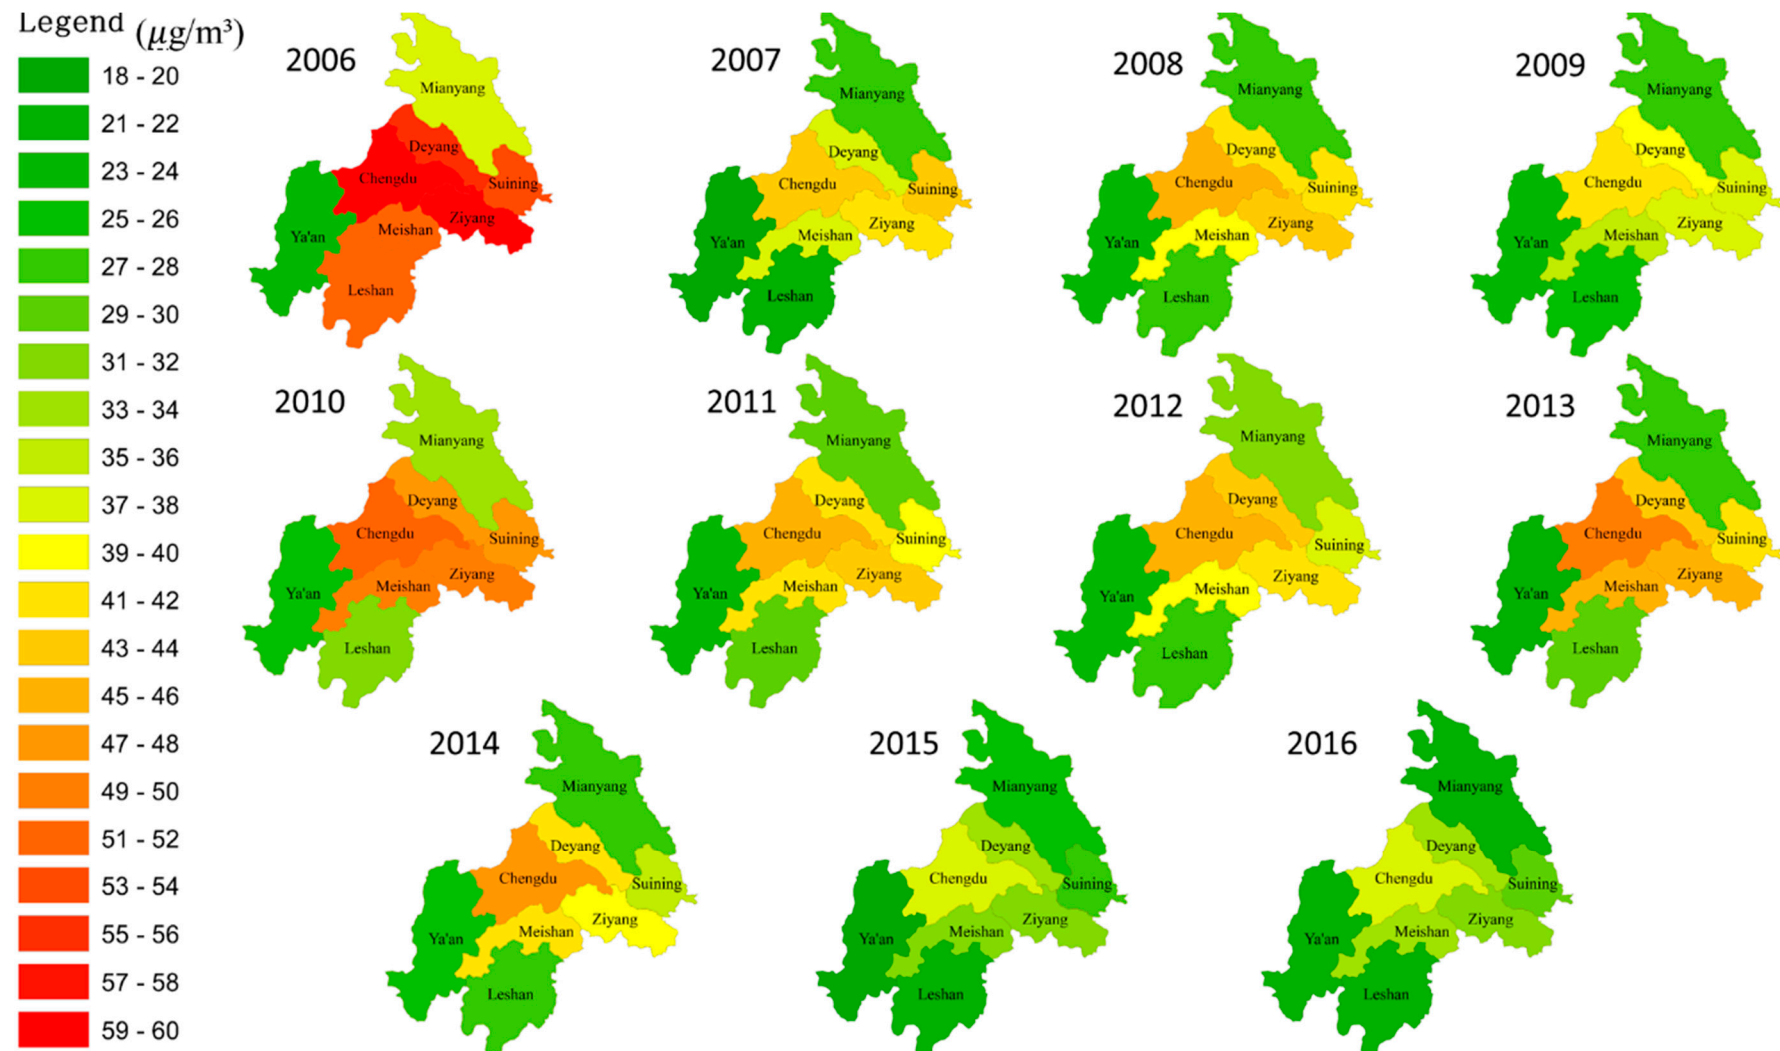 Legend (μg/m³)
18 - 20
21 - 22
23 - 24
25 - 26
27 - 28
29 - 30
31 - 32
33 - 34
35 - 36
37 - 38
39 - 40
41 - 42
43 - 44
45 - 46
47 - 48
49 - 50
51 - 52
53 - 54
55 - 56
57 - 58
59 - 60
2006
Mianyang
Deyang
Chengdu
Suining
Ziyang
Meishan
Ya'an
Leshan
2007
Mianyang
Deyang
Chengdu
Suining
Ziyang
Meishan
Ya'an
Leshan
2008
Mianyang
Deyang
Chengdu
Suining
Ziyang
Meishan
Ya'an
Leshan
2009
Mianyang
Deyang
Chengdu
Suining
Ziyang
Meishan
Ya'an
Leshan
2010
Mianyang
Deyang
Chengdu
Suining
Ziyang
Meishan
Ya'an
Leshan
2011
Mianyang
Deyang
Chengdu
Suining
Ziyang
Meishan
Ya'an
Leshan
2012
Mianyang
Deyang
Chengdu
Suining
Ziyang
Meishan
Ya'an
Leshan
2013
Mianyang
Deyang
Chengdu
Suining
Ziyang
Meishan
Ya'an
Leshan
2014
Mianyang
Deyang
Chengdu
Suining
Ziyang
Meishan
Ya'an
Leshan
2015
Mianyang
Deyang
Chengdu
Suining
Ziyang
Meishan
Ya'an
Leshan
2016
Mianyang
Deyang
Chengdu
Suining
Ziyang
Meishan
Ya'an
Leshan